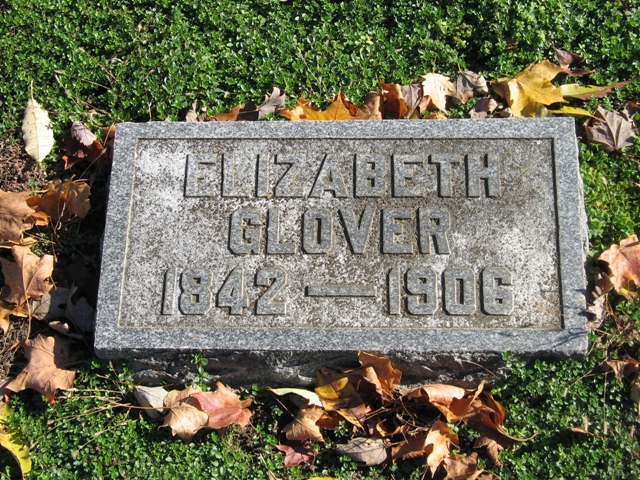 ELIZABETH
GLOVER
1842 — 1906